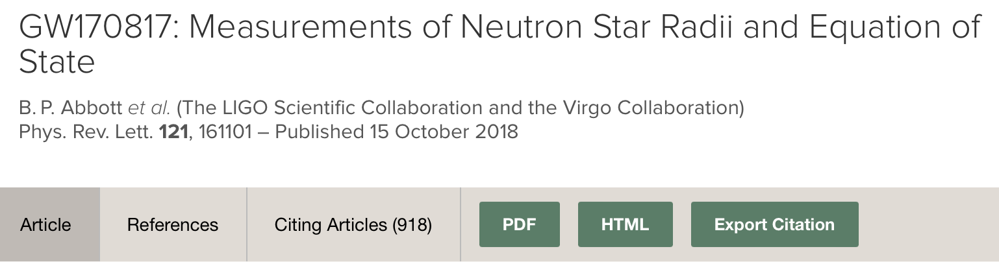 GW170817: Measurements of Neutron Star Radii and Equation of
State
B. P. Abbott et al. (The LIGO Scientific Collaboration and the Virgo Collaboration)
Phys. Rev. Lett. 121, 161101 – Published 15 October 2018
Article References Citing Articles (918) PDF HTML Export Citation